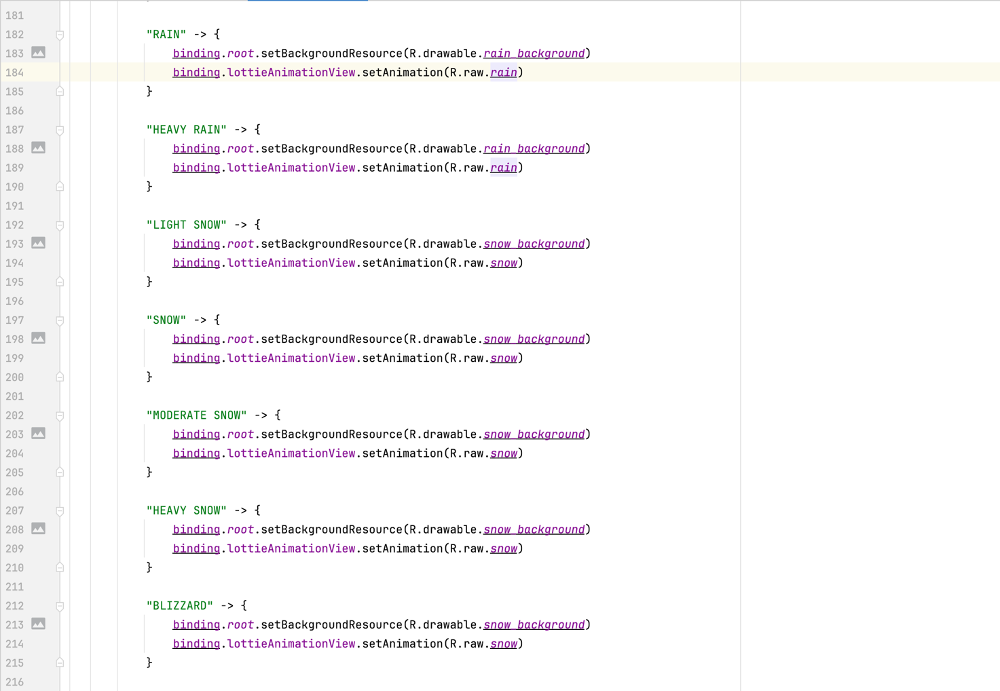 181
182 "RAIN" -> {
183 binding.root.setBackgroundResource(R.drawable.rain_background)
184 binding.lottieAnimationView.setAnimation(R.raw.rain)
185 }
186
187 "HEAVY RAIN" -> {
188 binding.root.setBackgroundResource(R.drawable.rain_background)
189 binding.lottieAnimationView.setAnimation(R.raw.rain)
190 }
191
192 "LIGHT SNOW" -> {
193 binding.root.setBackgroundResource(R.drawable.snow_background)
194 binding.lottieAnimationView.setAnimation(R.raw.snow)
195 }
196
197 "SNOW" -> {
198 binding.root.setBackgroundResource(R.drawable.snow_background)
199 binding.lottieAnimationView.setAnimation(R.raw.snow)
200 }
201
202 "MODERATE SNOW" -> {
203 binding.root.setBackgroundResource(R.drawable.snow_background)
204 binding.lottieAnimationView.setAnimation(R.raw.snow)
205 }
206
207 "HEAVY SNOW" -> {
208 binding.root.setBackgroundResource(R.drawable.snow_background)
209 binding.lottieAnimationView.setAnimation(R.raw.snow)
210 }
211
212 "BLIZZARD" -> {
213 binding.root.setBackgroundResource(R.drawable.snow_background)
214 binding.lottieAnimationView.setAnimation(R.raw.snow)
215 }
216